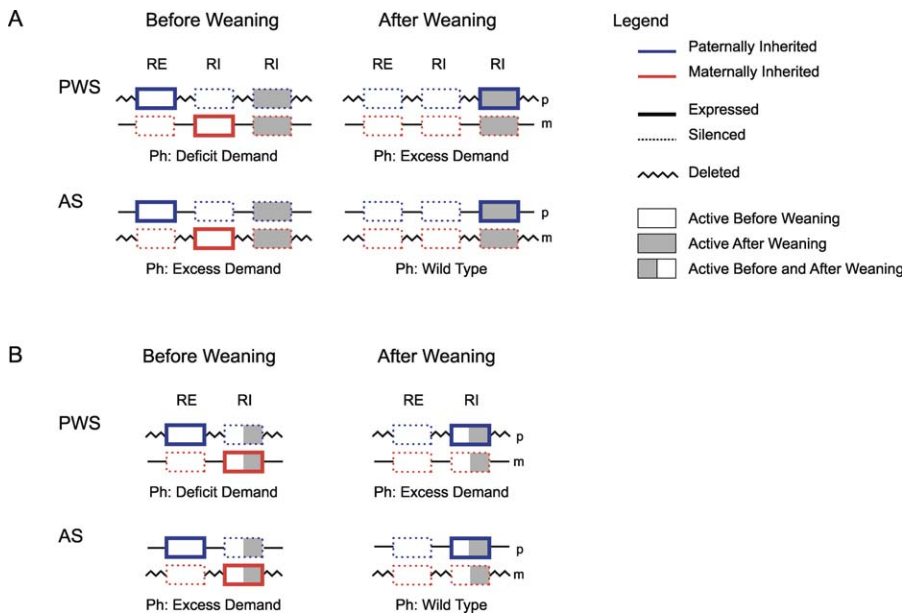 A
Before Weaning After Weaning
RE RI RI RE RI RI
PWS
p
m
Ph: Deficit Demand Ph: Excess Demand
AS
p
m
Ph: Excess Demand Ph: Wild Type
Legend
Paternally Inherited
Maternally Inherited
Expressed
Silenced
Deleted
Active Before Weaning
Active After Weaning
Active Before and After Weaning
B
Before Weaning After Weaning
RE RI RE RI
PWS
p
m
Ph: Deficit Demand Ph: Excess Demand
AS
p
m
Ph: Excess Demand Ph: Wild Type